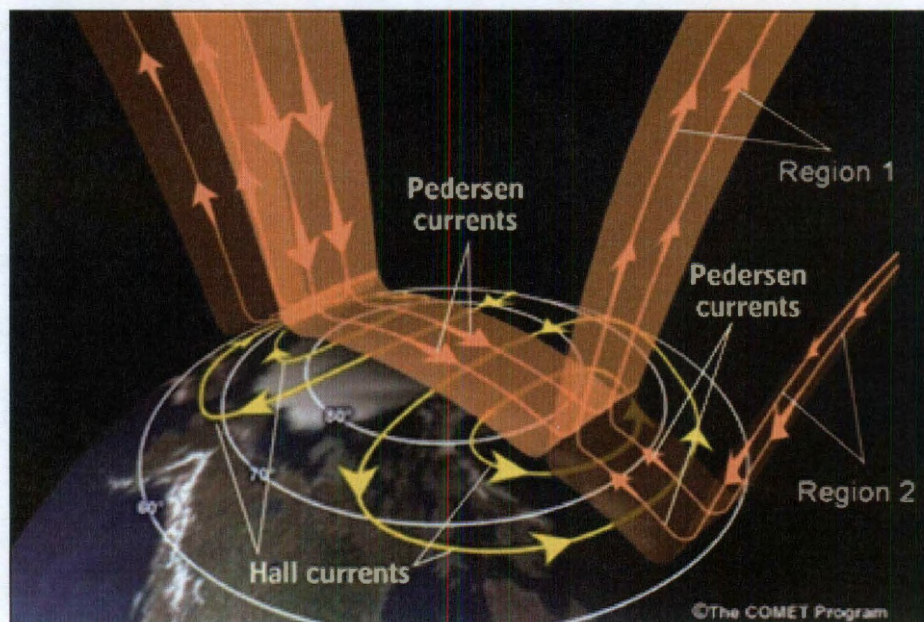 Region 1
Pedersen
currents
Pedersen
currents
80°
70°
60°
Region 2
Hall currents
©The COMET Program